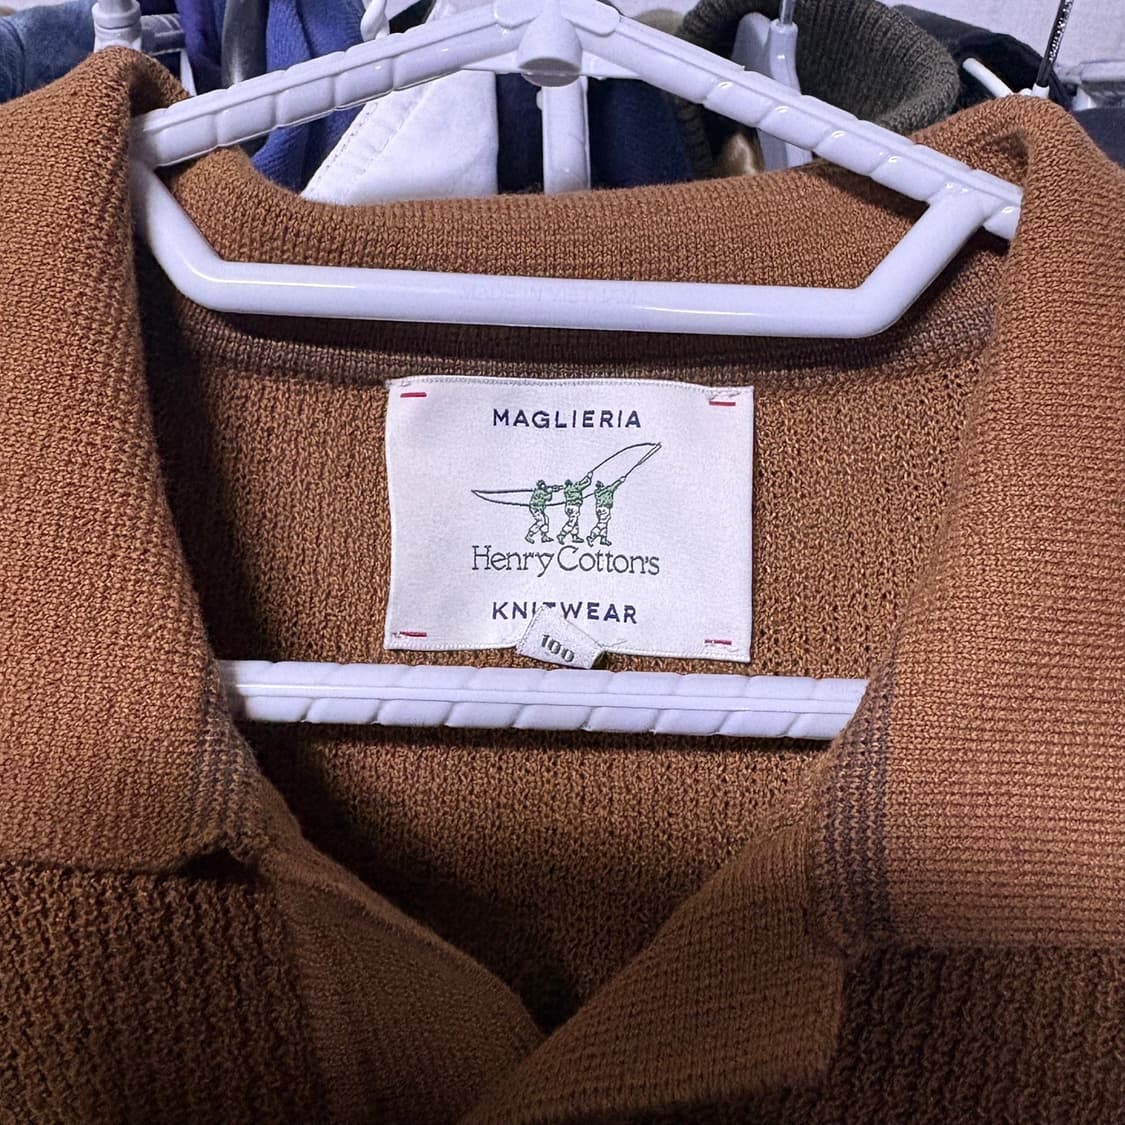 MAGLIERIA
Henry Cotton's
KNITWEAR
100